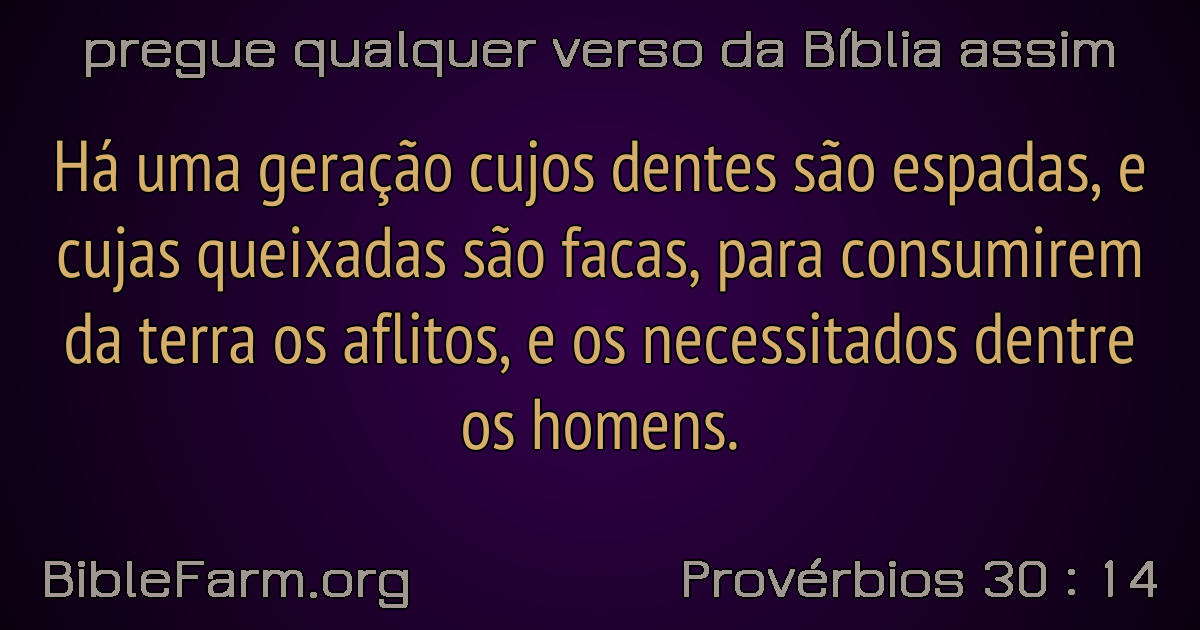 pregue qualquer verso da Bíblia assim
Há uma geração cujos dentes são espadas, e
cujas queixadas são facas, para consumirem
da terra os aflitos, e os necessitados dentre
os homens.
BibleFarm.org
Provérbios 30 : 14